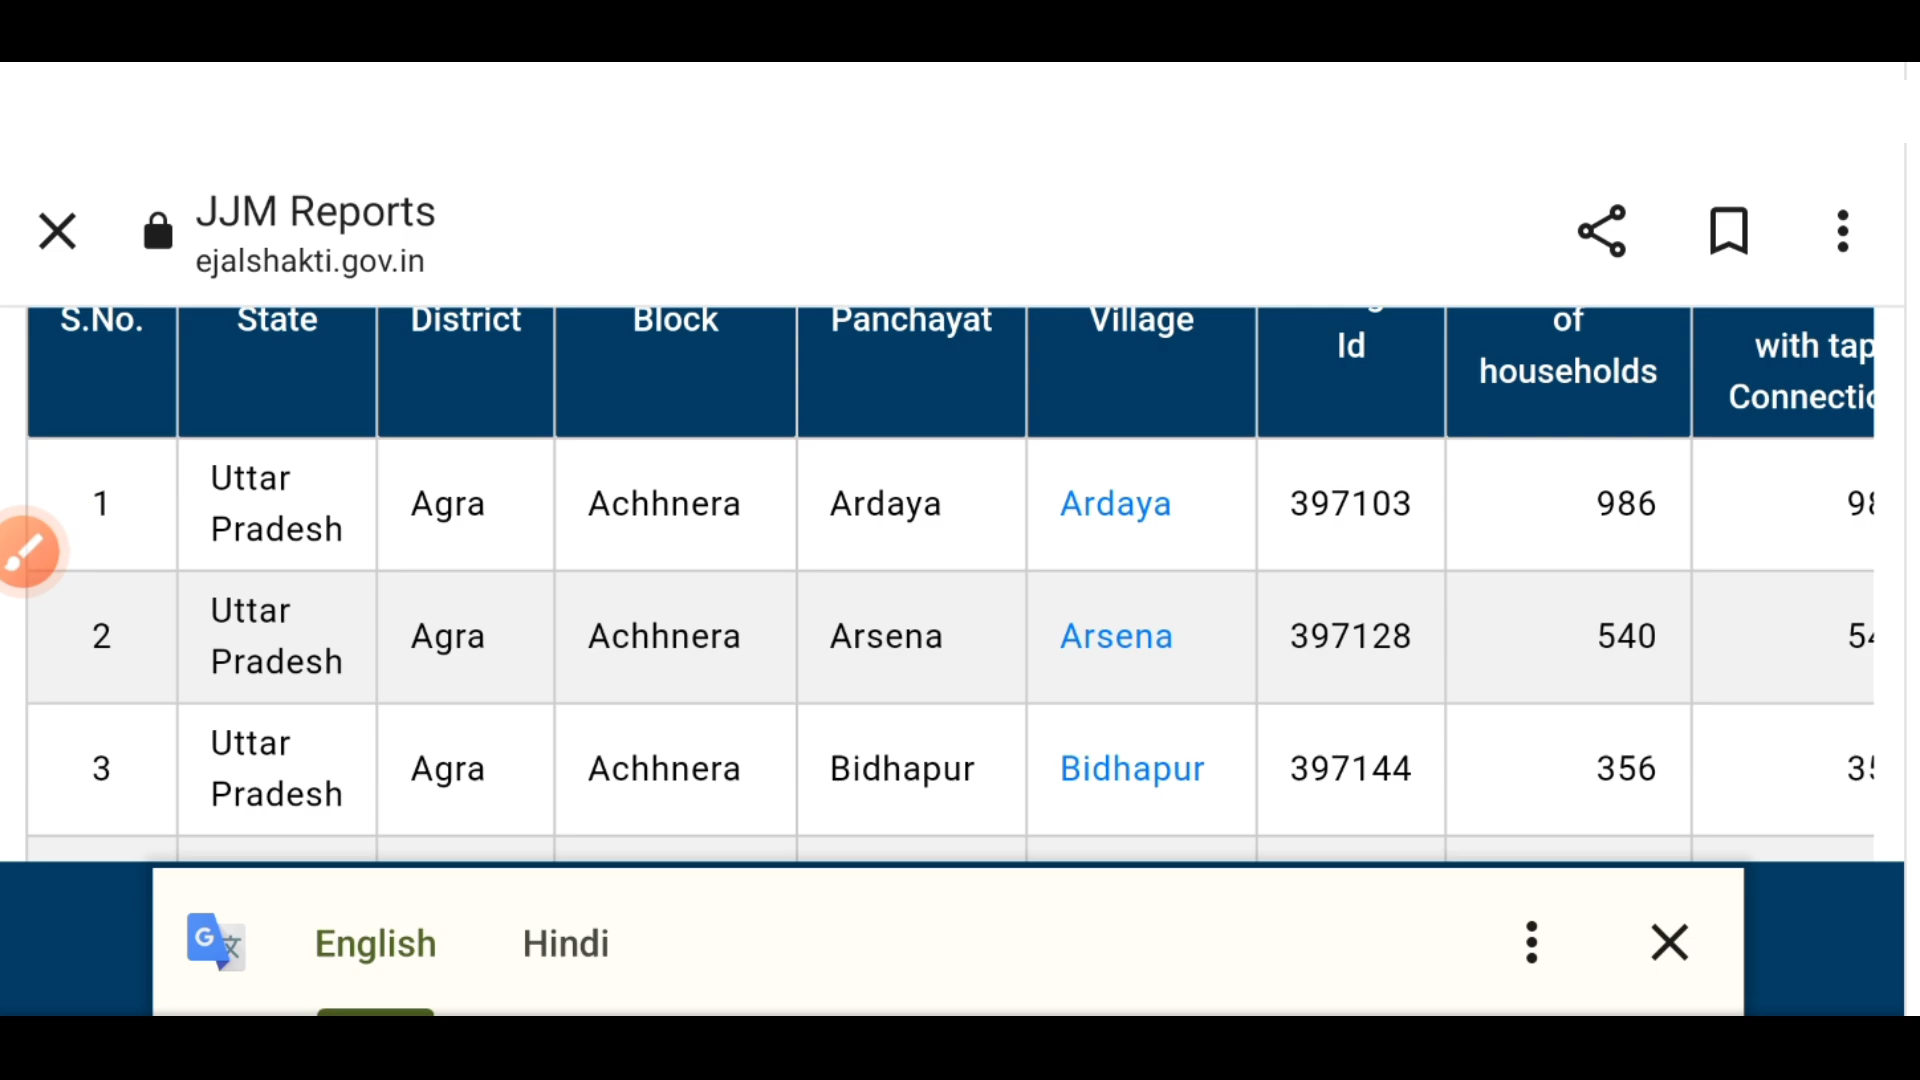 JJM Reports
ejalshakti.gov.in
S.No. State District Block Panchayat Village Id of households with tap
1 Uttar Pradesh Agra Achhnera Ardaya Ardaya 397103 986
2 Uttar Pradesh Agra Achhnera Arsena Arsena 397128 540
3 Uttar Pradesh Agra Achhnera Bidhapur Bidhapur 397144 356
English Hindi